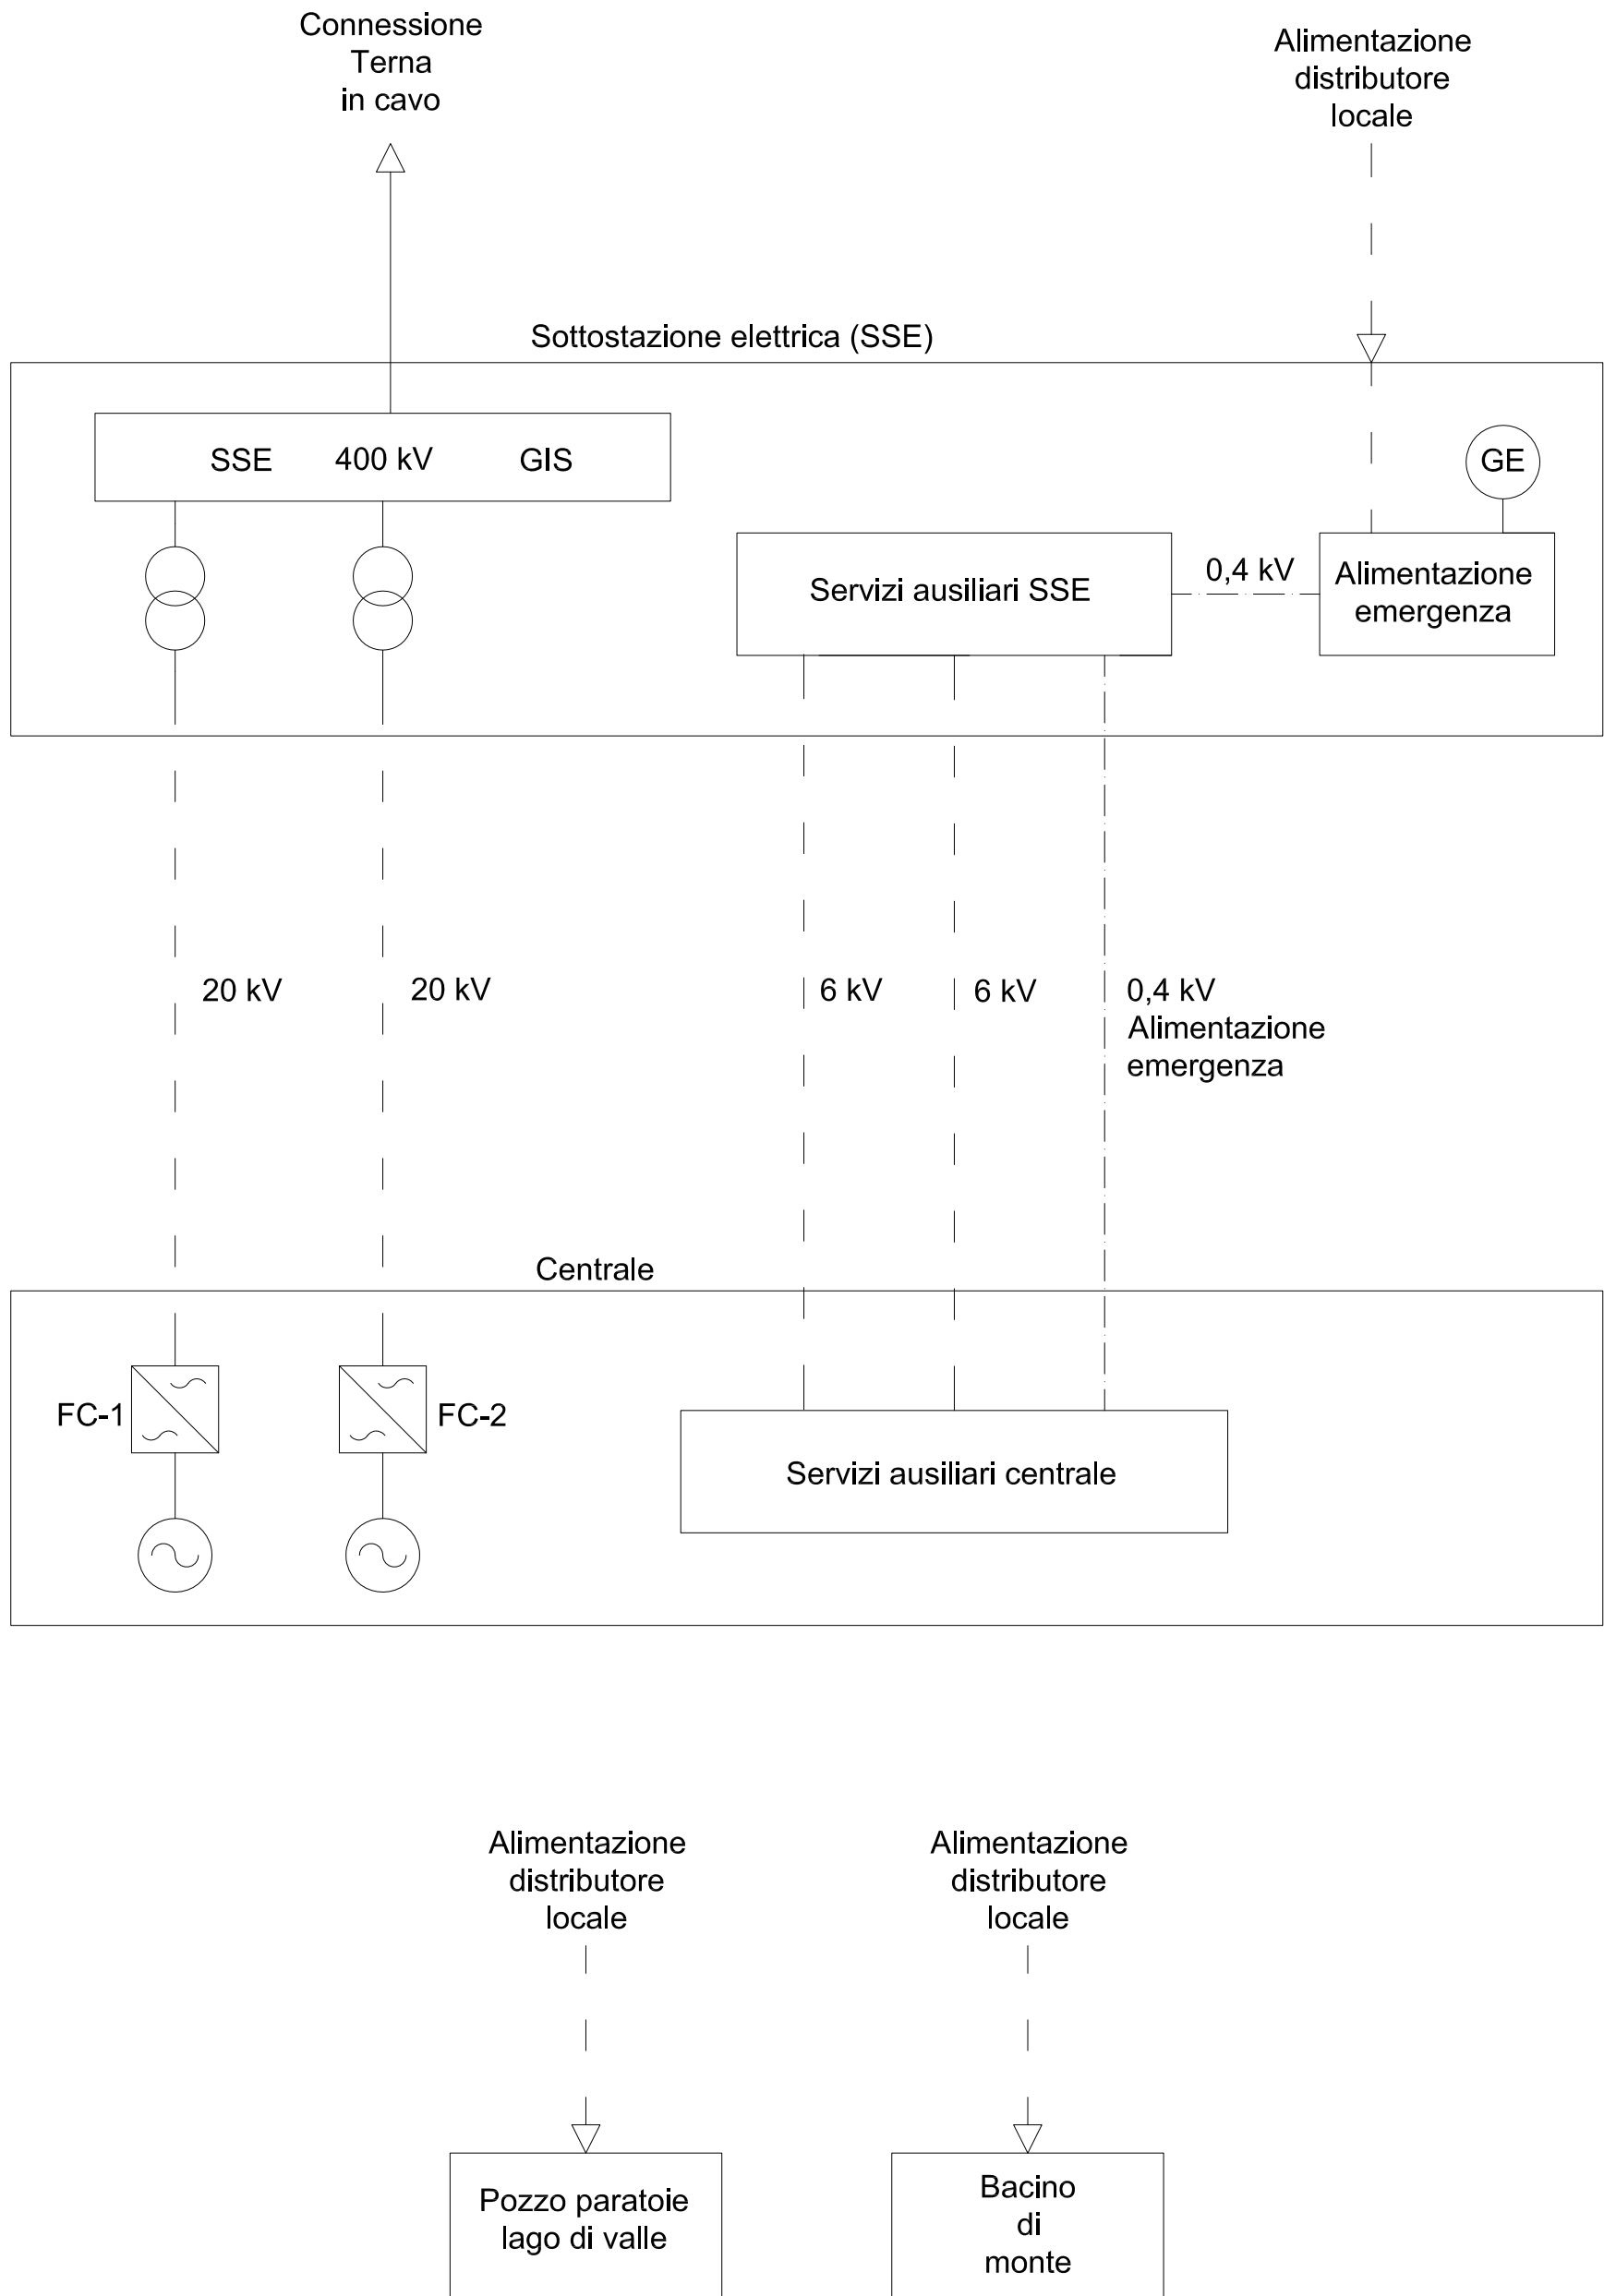 Connessione
Terna
in cavo
Alimentazione
distributore
locale
Sottostazione elettrica (SSE)
SSE 400 kV GIS
GE
Servizi ausiliari SSE
0,4 kV
Alimentazione
emergenza
20 kV
20 kV
6 kV
6 kV
0,4 kV
Alimentazione
emergenza
Centrale
FC-1
FC-2
Servizi ausiliari centrale
Alimentazione
distributore
locale
Alimentazione
distributore
locale
Pozzo paratoie
lago di valle
Bacino
di
monte